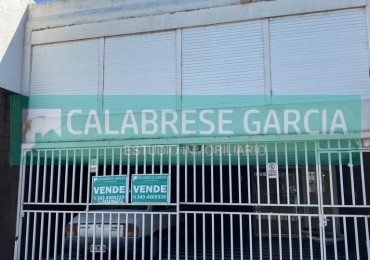 CALABRESE GARCIA
ESTUDIO INMOBILIARIO
VENDE
VENDE